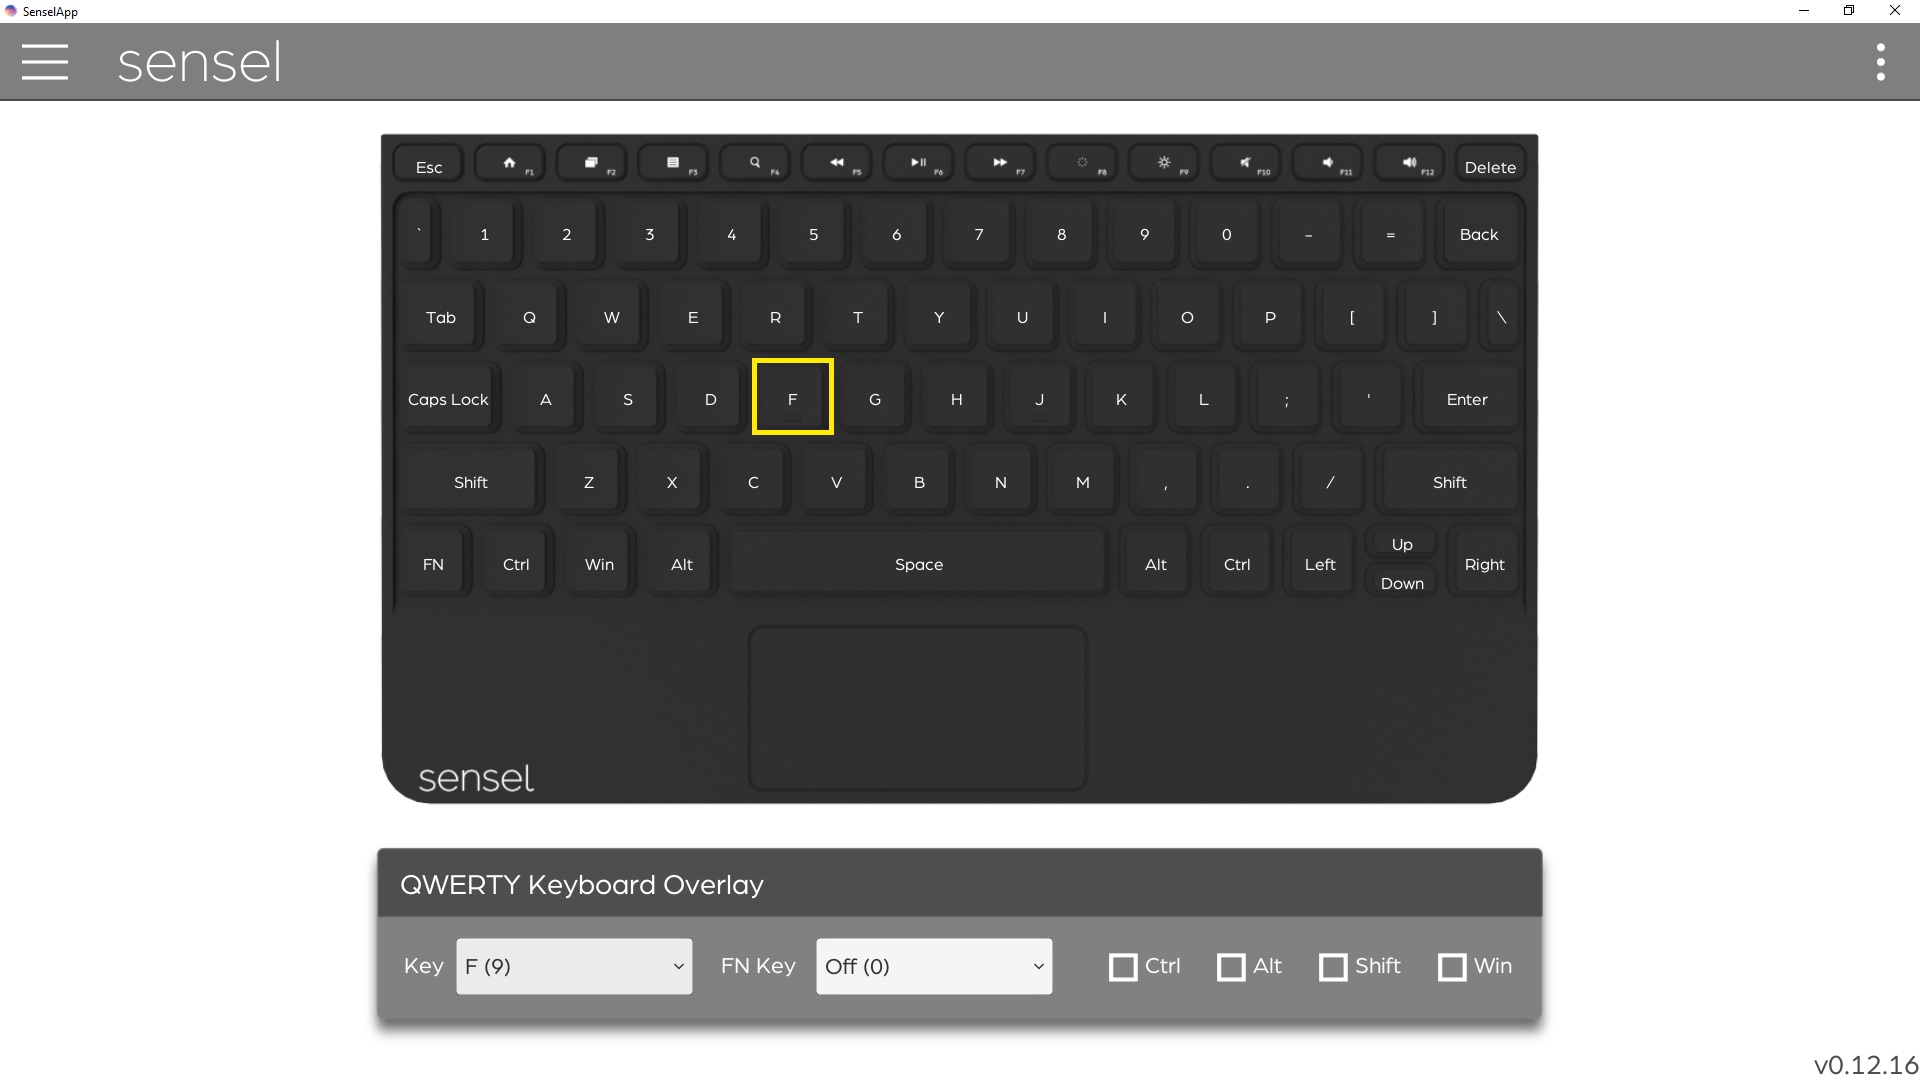 SenselApp
sensel
Esc F1 F2 F3 F4 F5 F6 F7 F8 F9 F10 F11 F12 Delete
` 1 2 3 4 5 6 7 8 9 0 - = Back
Tab Q W E R T Y U I O P [ ] \
Caps Lock A S D F G H J K L ; ' Enter
Shift Z X C V B N M , . / Shift
FN Ctrl Win Alt Space Alt Ctrl Left Up Down Right
sensel
QWERTY Keyboard Overlay
Key F (9) FN Key Off (0) Ctrl Alt Shift Win
v0.12.16